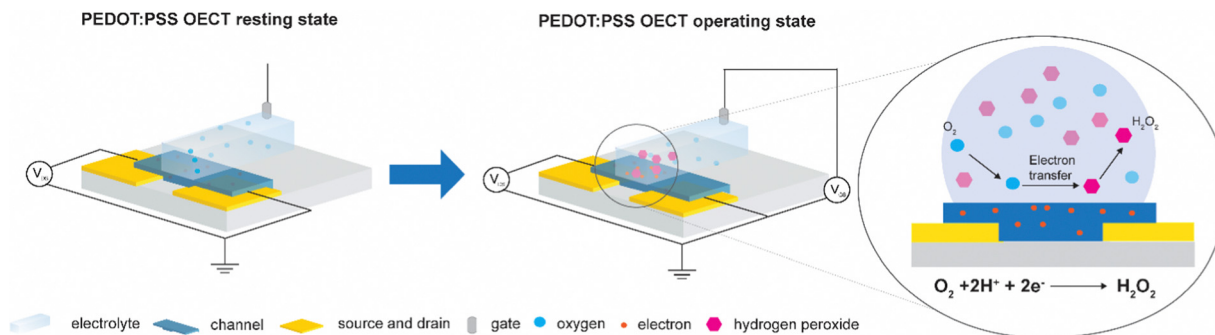 PEDOT:PSS OECT resting state
PEDOT:PSS OECT operating state
V
V
V
O₂
H₂O₂
Electron
transfer
O₂ +2H⁺ + 2e⁻ → H₂O₂
electrolyte channel source and drain gate oxygen electron hydrogen peroxide